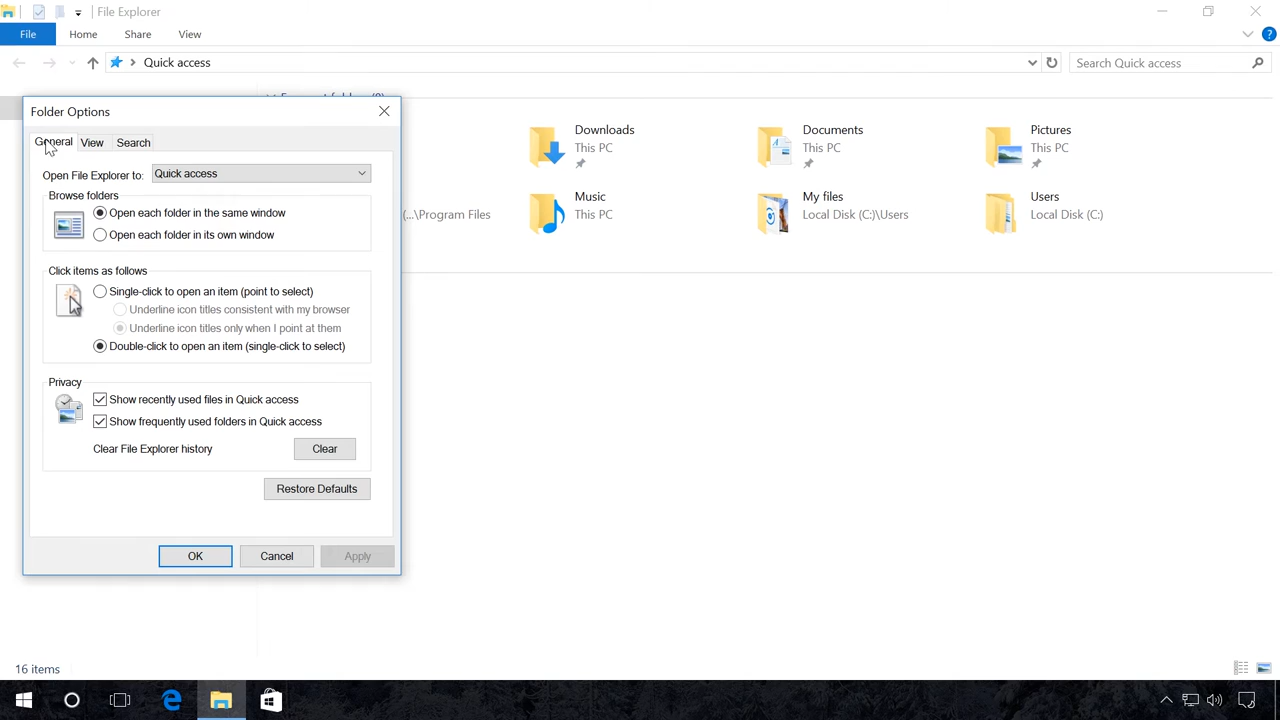 File Explorer
File Home Share View
Quick access
Search Quick access
Folder Options
General View Search
Open File Explorer to: Quick access
Browse folders
Open each folder in the same window
Open each folder in its own window
Click items as follows
Single-click to open an item (point to select)
Underline icon titles consistent with my browser
Underline icon titles only when I point at them
Double-click to open an item (single-click to select)
Privacy
Show recently used files in Quick access
Show frequently used folders in Quick access
Clear File Explorer history
Clear
Restore Defaults
OK Cancel Apply
Downloads
This PC
Documents
This PC
Pictures
This PC
(...\Program Files
Music
This PC
My files
Local Disk (C:)\Users
Users
Local Disk (C:)
16 items